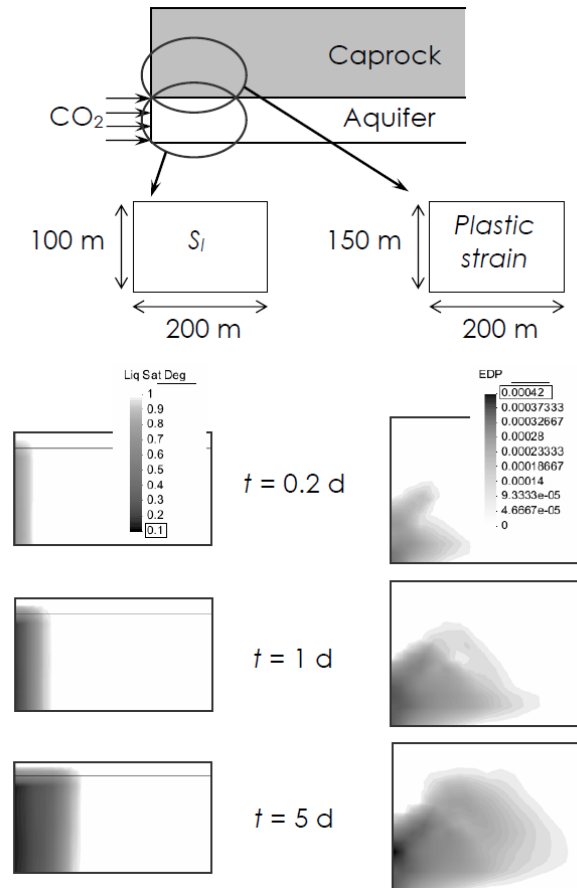 Caprock
CO2
Aquifer
100 m
Sl
150 m
Plastic
strain
200 m
200 m
Liq Sat Deg
1
0.9
0.8
0.7
0.6
0.5
0.4
0.3
0.2
0.1
EDP
0.00042
0.00037333
0.00032667
0.00028
0.00023333
0.00018667
0.00014
9.3333e-05
4.6667e-05
0
t = 0.2 d
t = 1 d
t = 5 d